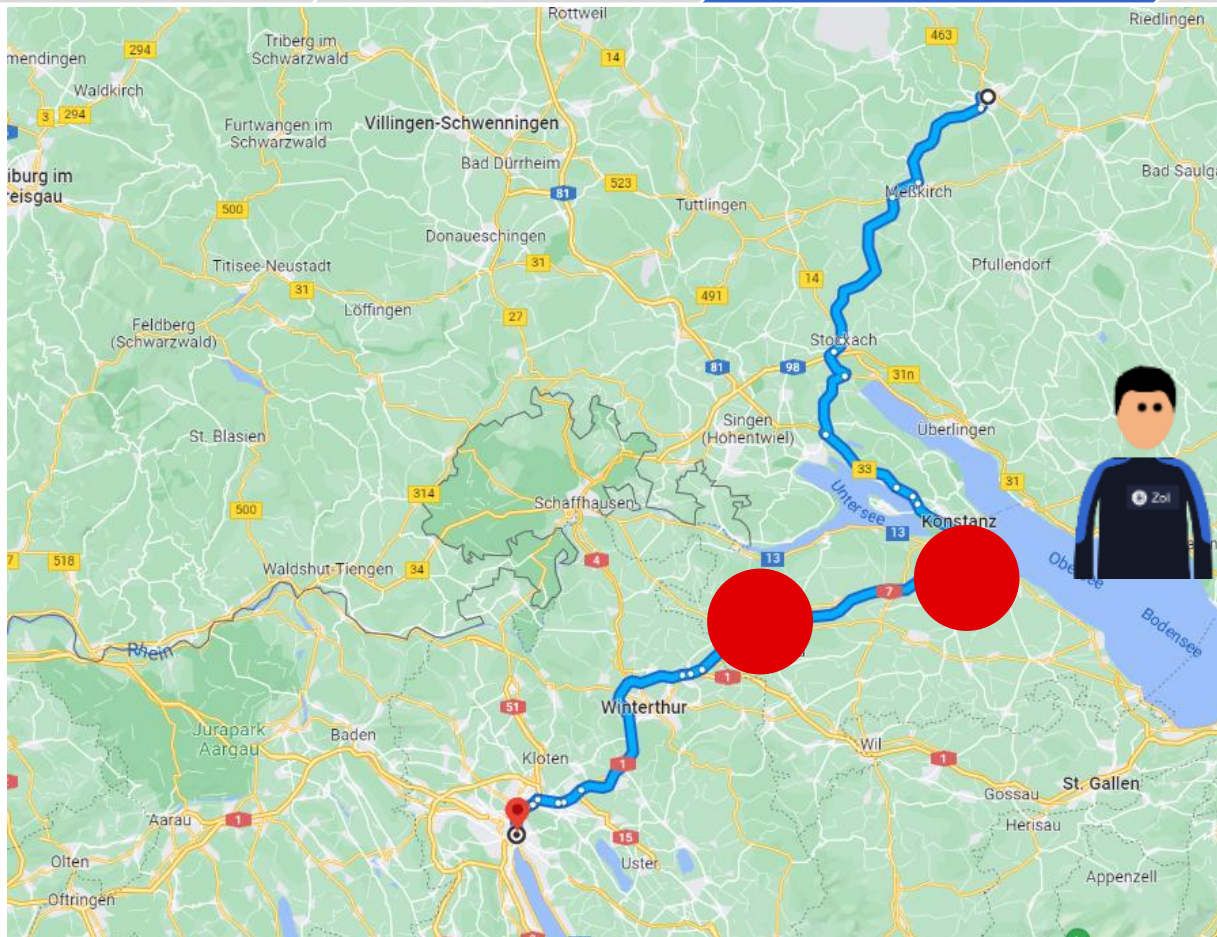 Rottweil
Riedlingen
463
294
Triberg im
Schwarzwald
mendingen
14
Waldkirch
3
294
Furtwangen im
Schwarzwald
Villingen-Schwenningen
Bad Dürrheim
iburg im
reisgau
81
523
Meßkirch
Bad Saulga
500
Tuttlingen
Donaueschingen
31
Titisee-Neustadt
Pfullendorf
14
31
491
Löffingen
27
Feldberg
(Schwarzwald)
Stockach
81
98
31n
Singen
(Hohentwiel)
Überlingen
St. Blasien
33
31
314
Untersee
Zoll
500
Schaffhausen
Konstanz
13
7
518
Waldshut-Tiengen
34
4
13
Obersee
7
Bodensee
Rhein
1
51
Winterthur
Jurapark
Aargau
Baden
Wil
Kloten
1
1
St. Gallen
Gossau
Aarau
1
Herisau
15
Olten
Uster
Appenzell
Oftringen